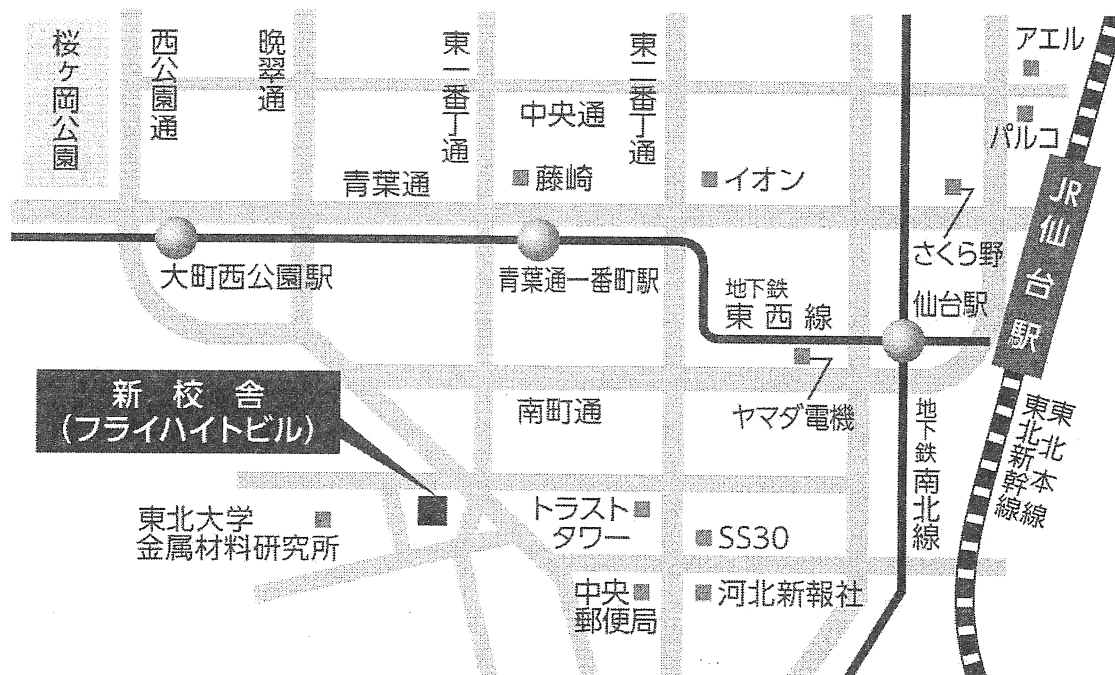 桜ヶ岡公園
西公園通
晩翠通
東一番丁通
東二番丁通
アエル
中央通
パルコ
青葉通
藤崎
イオン
JR仙台駅
さくら野
大町西公園駅
青葉通一番町駅
地下鉄
東西線
仙台駅
新校舎
(フライハイトビル)
南町通
ヤマダ電機
地下鉄南北線
東北本線
東北新幹線
東北大学
金属材料研究所
トラスト
タワー
SS30
中央
郵便局
河北新報社